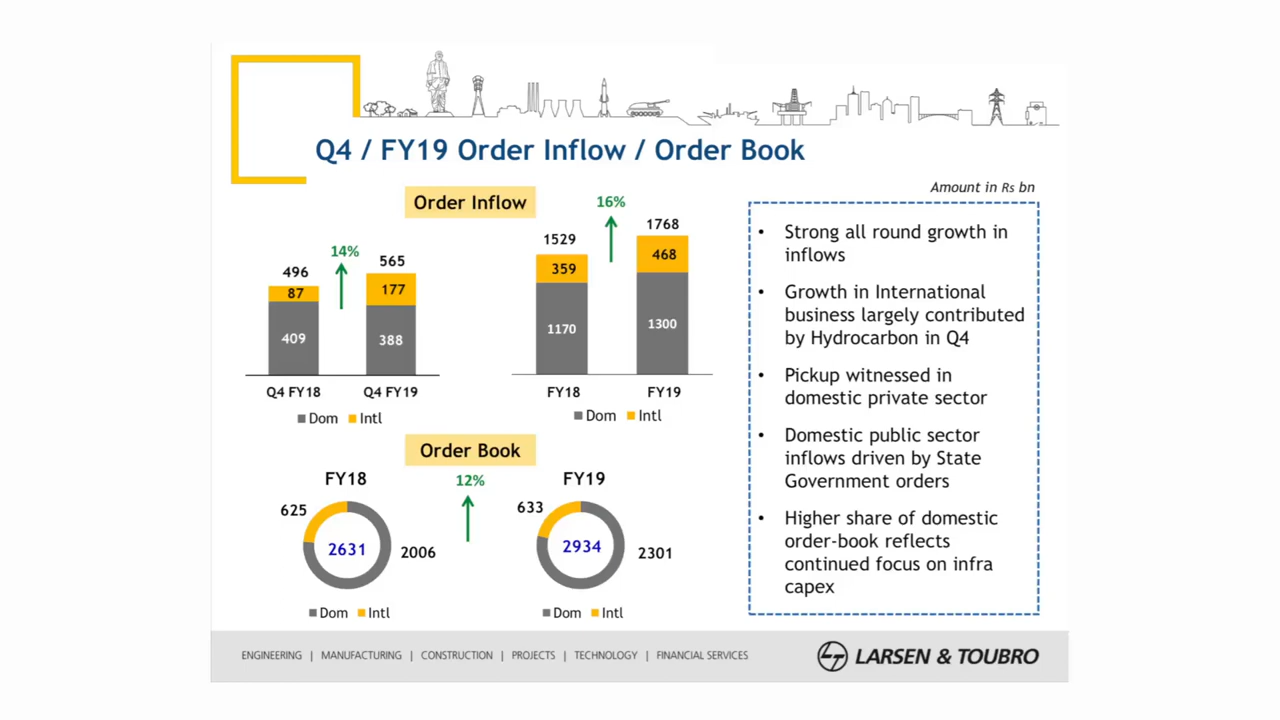 Q4 / FY19 Order Inflow / Order Book
Amount in Rs bn
Order Inflow
14%
496
87
409
565
177
388
Q4 FY18
Q4 FY19
Dom Intl
16%
1529
359
1170
1768
468
1300
FY18
FY19
Dom Intl
Order Book
12%
FY18
625
2631
2006
Dom Intl
FY19
633
2934
2301
Dom Intl
• Strong all round growth in
inflows
• Growth in International
business largely contributed
by Hydrocarbon in Q4
• Pickup witnessed in
domestic private sector
• Domestic public sector
inflows driven by State
Government orders
• Higher share of domestic
order-book reflects
continued focus on infra
capex
ENGINEERING | MANUFACTURING | CONSTRUCTION | PROJECTS | TECHNOLOGY | FINANCIAL SERVICES
LARSEN & TOUBRO